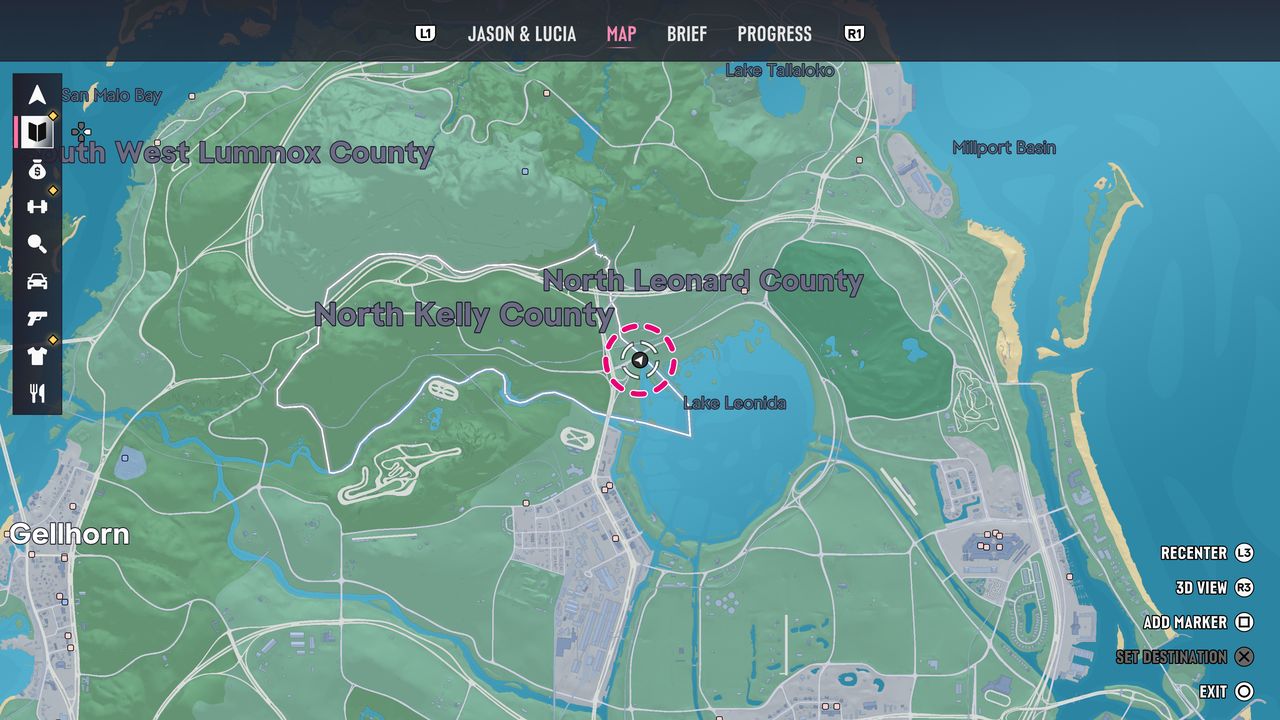 L1 JASON & LUCIA MAP BRIEF PROGRESS R1
Lake Tallaloko
San Malo Bay
Millport Basin
uth West Lummox County
North Leonard County
North Kelly County
Lake Leonida
Gellhorn
RECENTER L3
3D VIEW R3
ADD MARKER
SET DESTINATION
EXIT